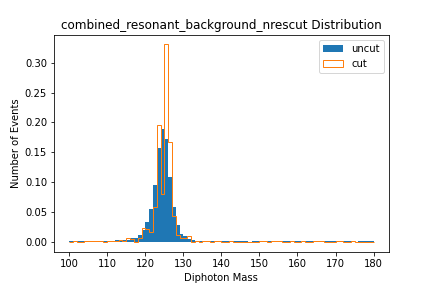 combined_resonant_background_nrescut Distribution
uncut
cut
Number of Events
0.30
0.25
0.20
0.15
0.10
0.05
0.00
100 110 120 130 140 150 160 170 180
Diphoton Mass